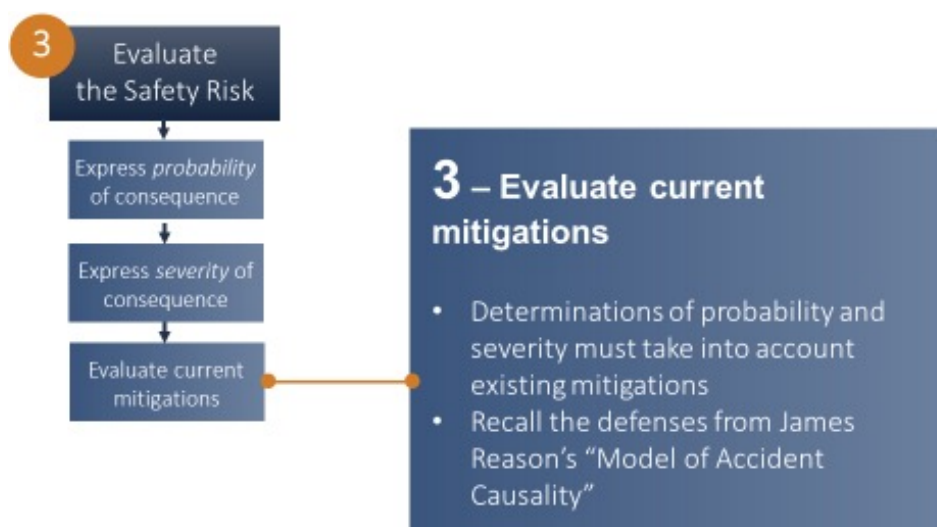 3
Evaluate
the Safety Risk
Express probability
of consequence
Express severity of
consequence
Evaluate current
mitigations
3 – Evaluate current
mitigations
• Determinations of probability and
severity must take into account
existing mitigations
• Recall the defenses from James
Reason’s “Model of Accident
Causality”